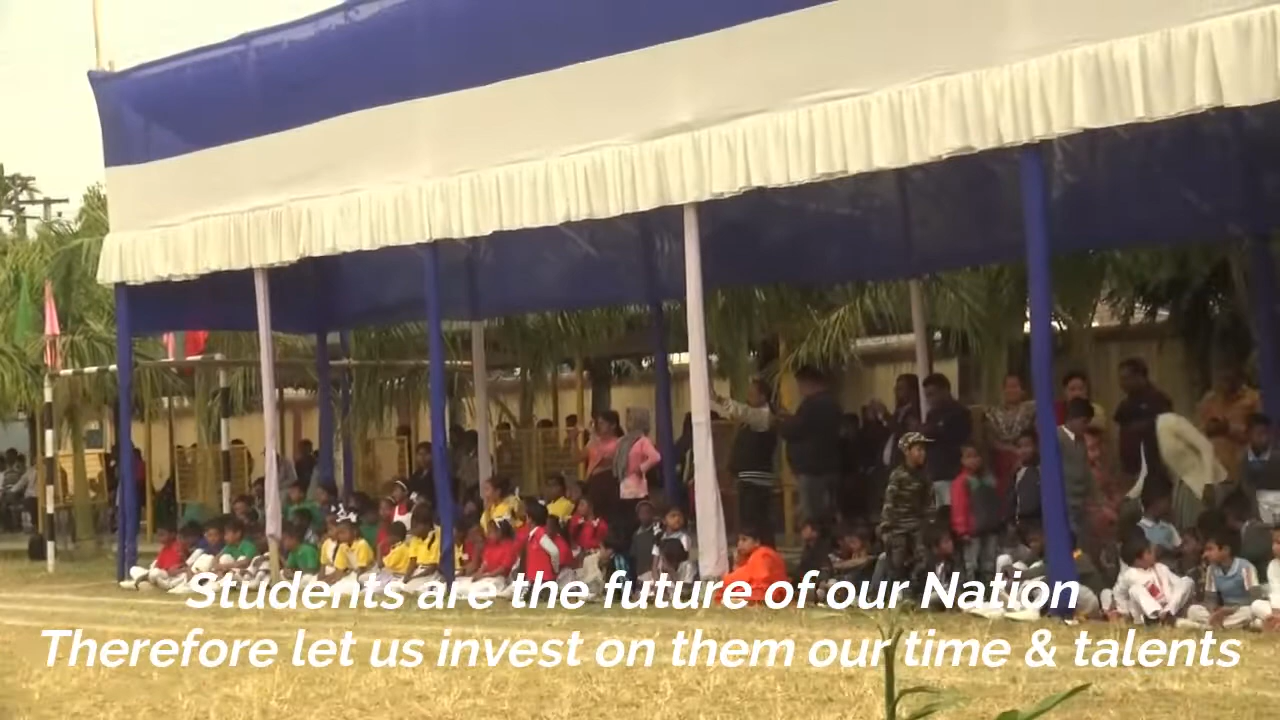 Students are the future of our Nation
Therefore let us invest on them our time & talents